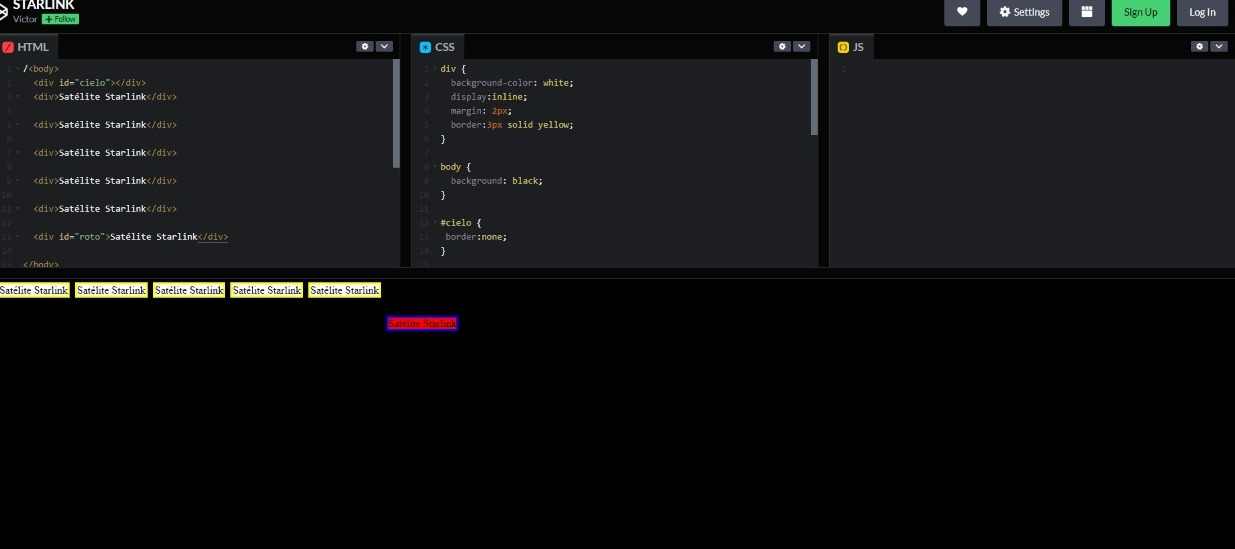 STARLINK
Víctor + Follow
Settings
Sign Up
Log In
HTML
1 /<body>
2 <div id="cielo"></div>
3 <div>Satélite Starlink</div>
4
5 <div>Satélite Starlink</div>
6
7 <div>Satélite Starlink</div>
8
9 <div>Satélite Starlink</div>
10
11 <div>Satélite Starlink</div>
12
13 <div id="roto">Satélite Starlink</div>
14
15 </body>
CSS
1 div {
2 background-color: white;
3 display:inline;
4 margin: 2px;
5 border:3px solid yellow;
6 }
7
8 body {
9 background: black;
10 }
11
12 #cielo {
13 border:none;
14 }
15
JS
1
Satélite Starlink Satélite Starlink Satélite Starlink Satélite Starlink Satélite Starlink
Satélite Starlink